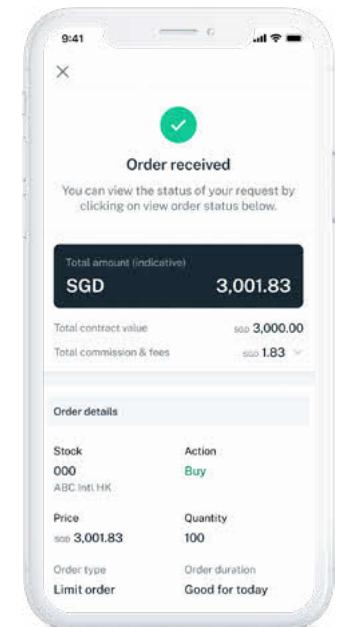 9:41
Order received
You can view the status of your request by
clicking on view order status below.
Total amount (indicative)
SGD 3,001.83
Total contract value SGD 3,000.00
Total commission & fees SGD 1.83
Order details
Stock Action
000 Buy
ABC Intl HK
Price Quantity
SGD 3,001.83 100
Order type Order duration
Limit order Good for today